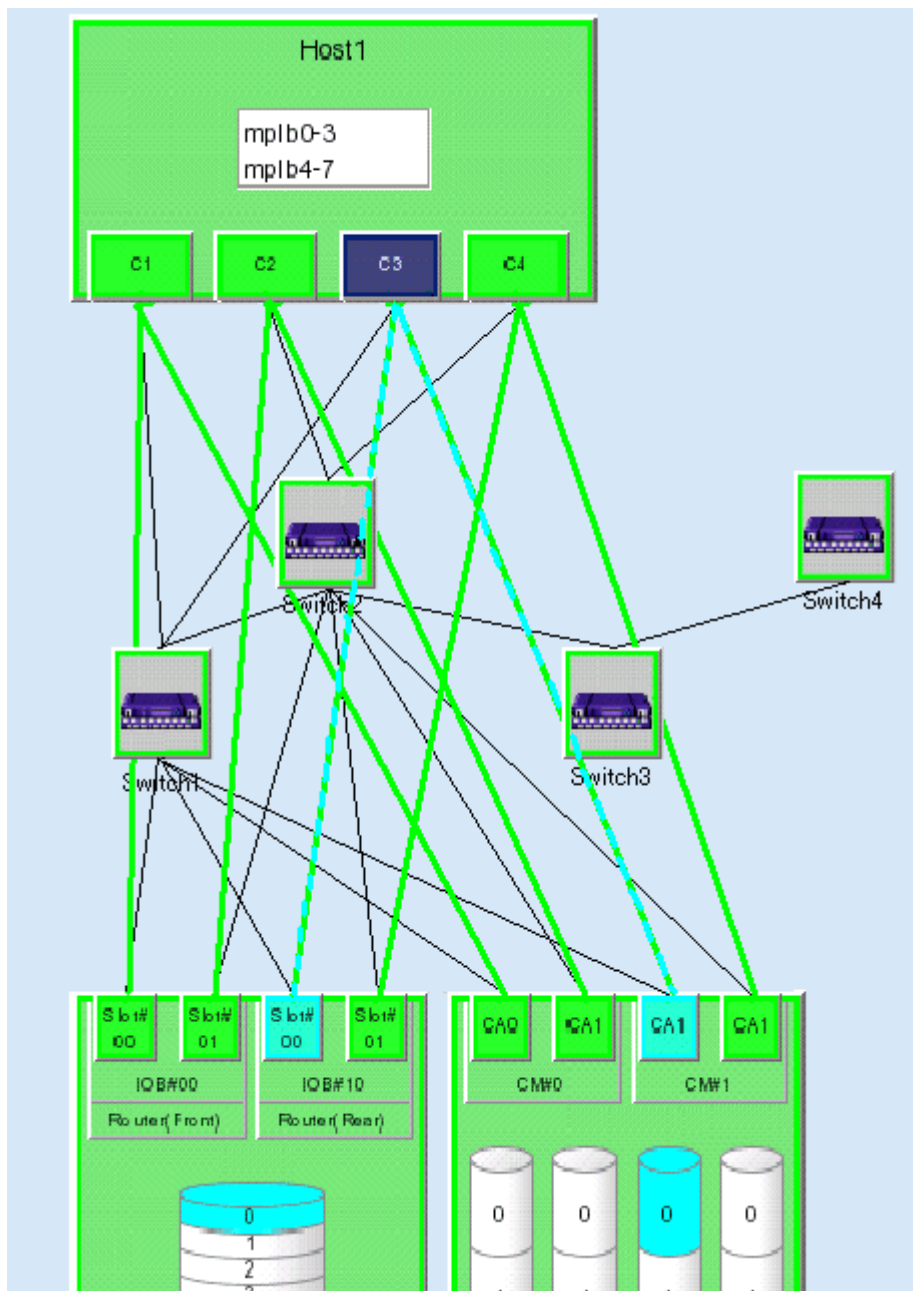 Host1
mplb0-3
mplb4-7
C1 C2 C3 C4
Switch2
Switch4
Switch1
Switch3
Slot# Slot# Slot# Slot#
00 01 00 01
CA0 CA1 CA1 CA1
IOB#00 IOB#10 CM#0 CM#1
Router(Front) Router(Rear)
0 0 0 0
0
1
2